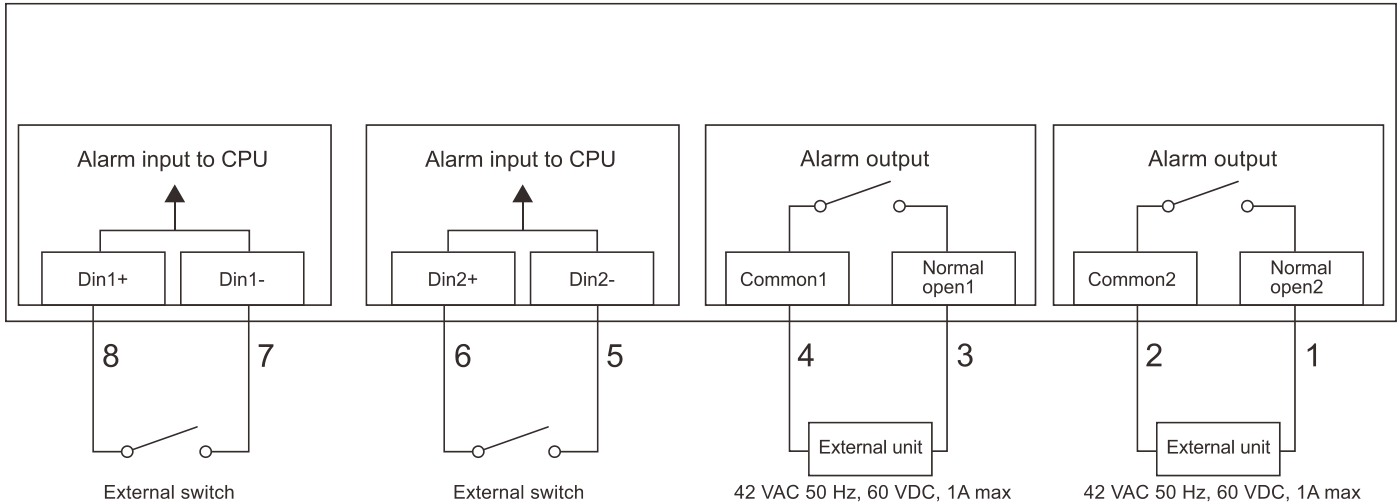 Alarm input to CPU
Din1+
Din1-
8
7
External switch
Alarm input to CPU
Din2+
Din2-
6
5
External switch
Alarm output
Common1
Normal
open1
4
3
External unit
42 VAC 50 Hz, 60 VDC, 1A max
Alarm output
Common2
Normal
open2
2
1
External unit
42 VAC 50 Hz, 60 VDC, 1A max